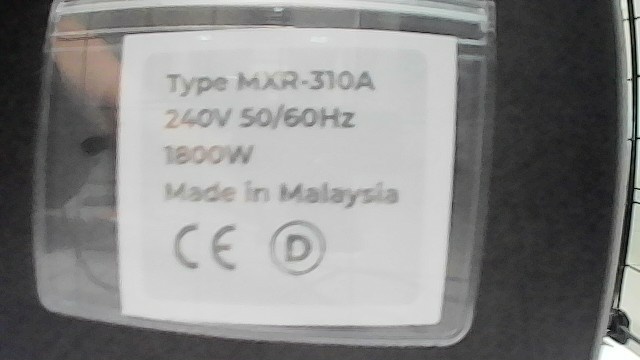 Type MXR-310A
240V 50/60Hz
1800W
Made in Malaysia
CE D